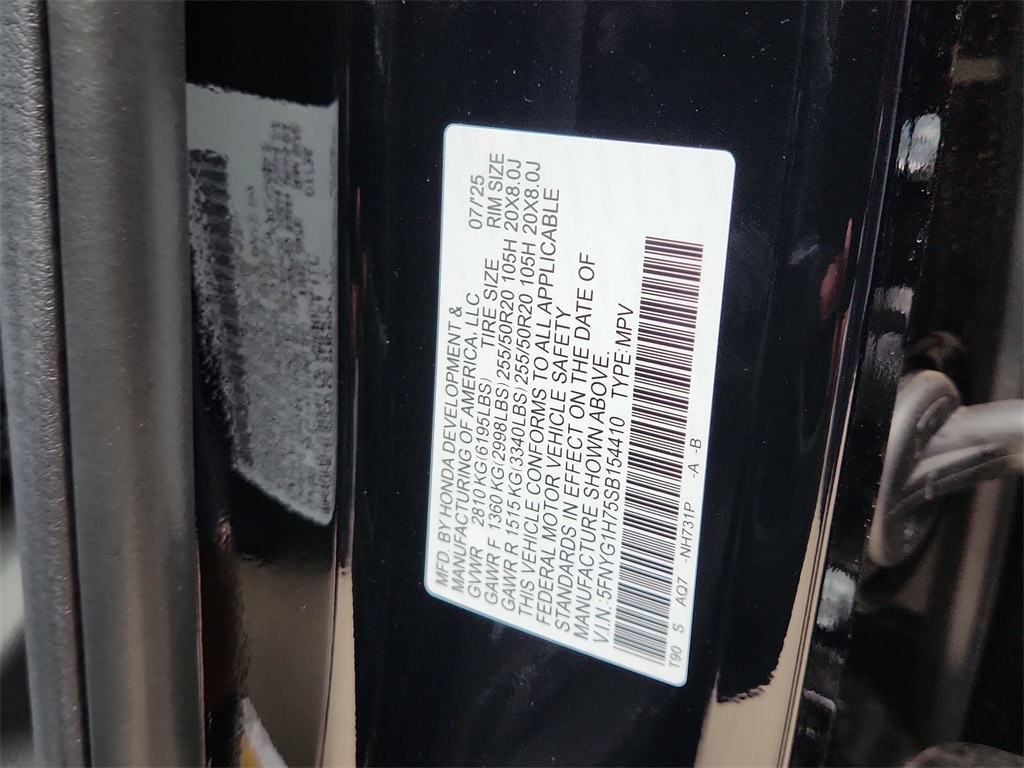 MFD. BY HONDA DEVELOPMENT &
MANUFACTURING OF AMERICA, LLC 07/'25
GVWR 2810 KG(6195LBS) TIRE SIZE RIM SIZE
GAWR F 1360 KG(2998LBS) 255/50R20 105H 20X8.0J
GAWR R 1515 KG(3340LBS) 255/50R20 105H 20X8.0J
THIS VEHICLE CONFORMS TO ALL APPLICABLE
FEDERAL MOTOR VEHICLE SAFETY
STANDARDS IN EFFECT ON THE DATE OF
MANUFACTURE SHOWN ABOVE.
V.I.N:5FNYG1H75SB154410 TYPE:MPV
T90 S AQ7 -NH731P -A -B